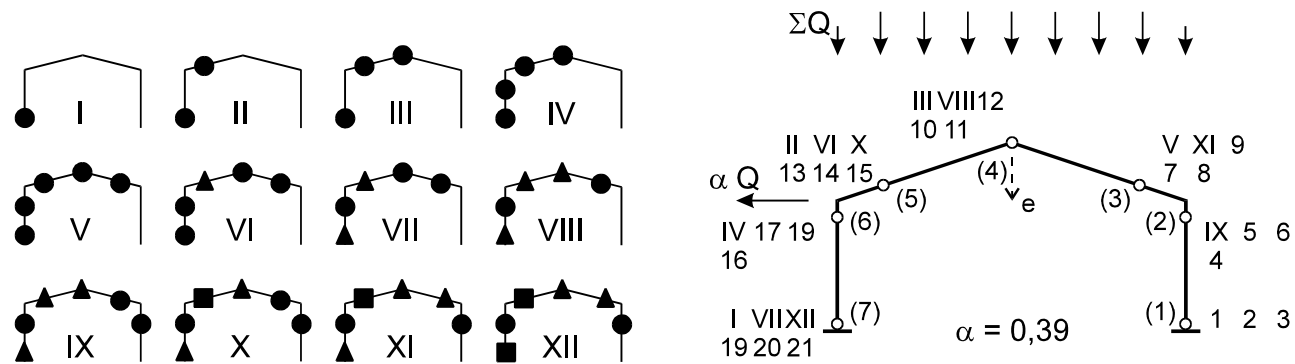 I II III IV
V VI VII VIII
IX X XI XII
ΣQ
III VIII 12
10 11
II VI X
13 14 15
V XI 9
7 8
α Q
(5)
(4)
e
(3)
(6)
(2)
IV 17 19
16
IX 5 6
4
I VII XII
19 20 21
(7)
α = 0,39
(1)
1 2 3